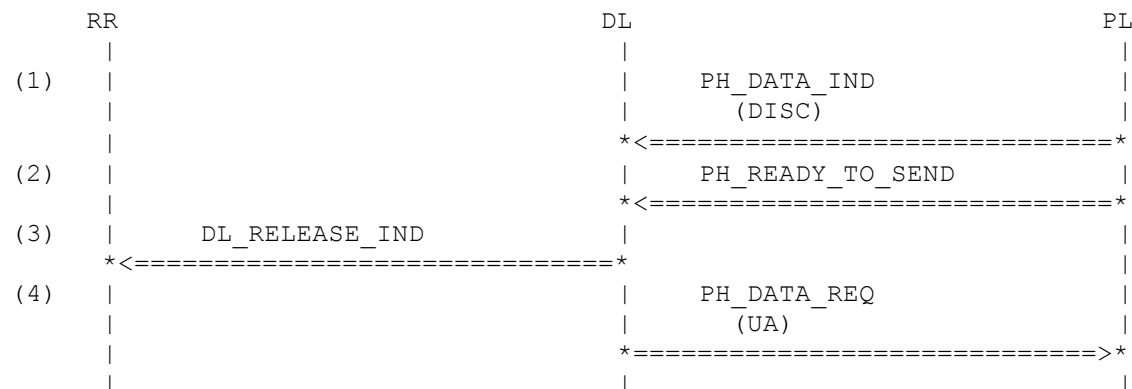 RR DL PL
| | |
(1) | | PH_DATA_IND |
| | (DISC) |
| *<=============================*
(2) | | PH_READY_TO_SEND |
| *<=============================*
(3) | DL_RELEASE_IND | |
*<==============================* |
(4) | | PH_DATA_REQ |
| | (UA) |
| *=============================>*
| | |